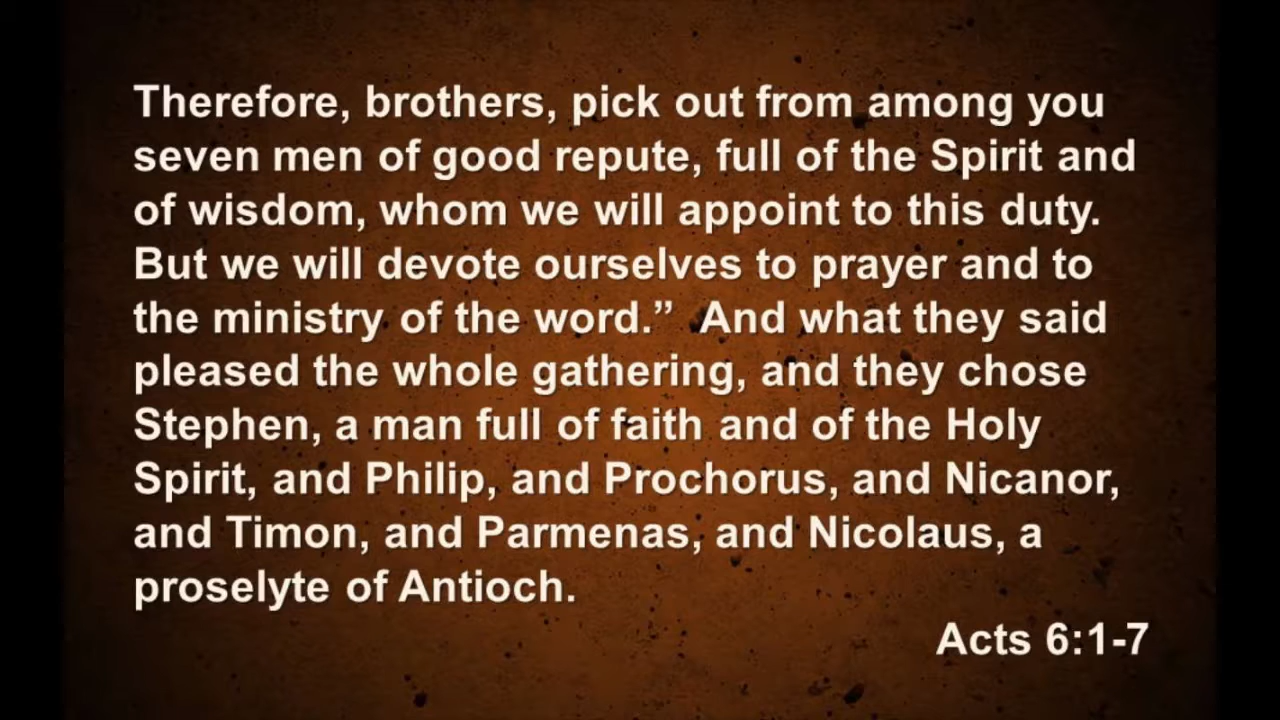 Therefore, brothers, pick out from among you
seven men of good repute, full of the Spirit and
of wisdom, whom we will appoint to this duty.
But we will devote ourselves to prayer and to
the ministry of the word.”  And what they said
pleased the whole gathering, and they chose
Stephen, a man full of faith and of the Holy
Spirit, and Philip, and Prochorus, and Nicanor,
and Timon, and Parmenas, and Nicolaus, a
proselyte of Antioch.
Acts 6:1-7